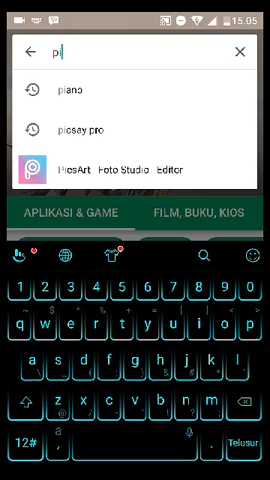 15.05
pi
piano
picsay pro
PicsArt Foto Studio Editor
APLIKASI & GAME
FILM, BUKU, KIOS
1 2 3 4 5 6 7 8 9 0
q w e r t y u i o p
a s d f g h j k l
z x c v b n m
12# , . Telusur